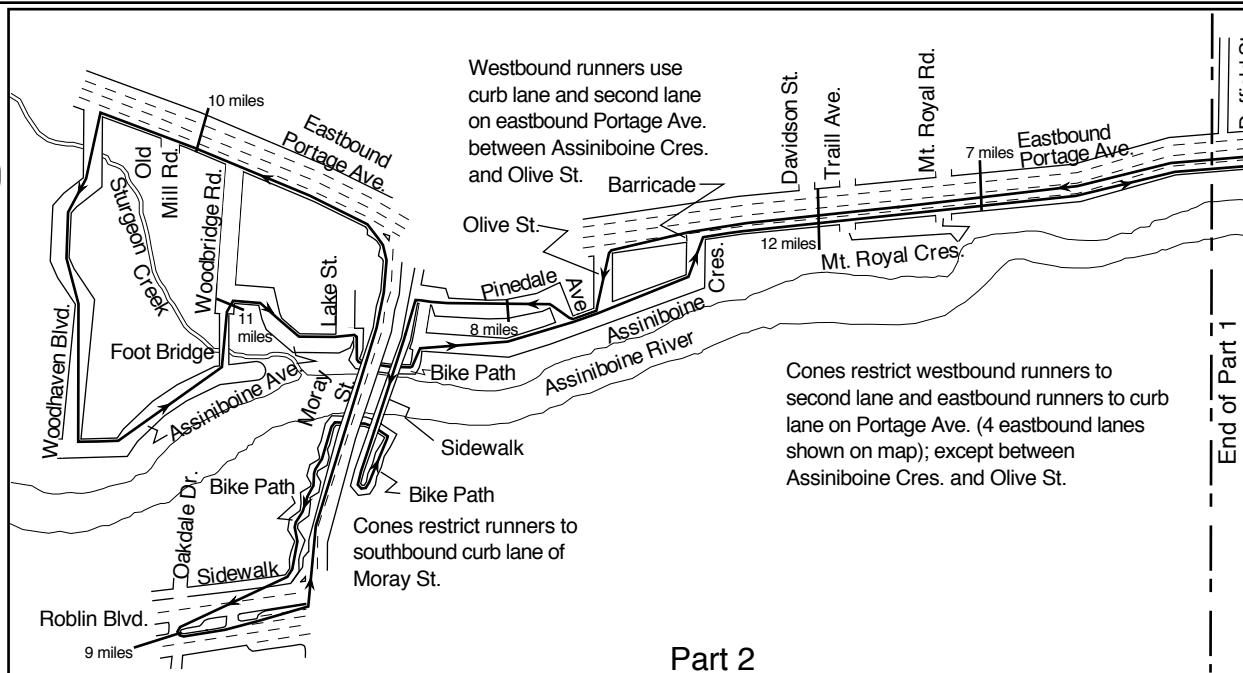 10 miles
Eastbound
Portage Ave.
Old
Mill Rd.
Woodbridge Rd.
Sturgeon Creek
Woodhaven Blvd.
Foot Bridge
11
miles
Lake St.
Assiniboine Ave.
Moray
St.
Westbound runners use
curb lane and second lane
on eastbound Portage Ave.
between Assiniboine Cres.
and Olive St.
Barricade
Olive St.
Pinedale
Ave
8 miles
Assiniboine
Cres.
Assiniboine River
Bike Path
Davidson St.
Traill Ave.
Mt. Royal Rd.
7 miles
Eastbound
Portage Ave.
12 miles
Mt. Royal Cres.
Cones restrict westbound runners to
second lane and eastbound runners to curb
lane on Portage Ave. (4 eastbound lanes
shown on map); except between
Assiniboine Cres. and Olive St.
End of Part 1
Sidewalk
Bike Path
Bike Path
Oakdale Dr.
Sidewalk
Cones restrict runners to
southbound curb lane of
Moray St.
Roblin Blvd.
9 miles
Part 2